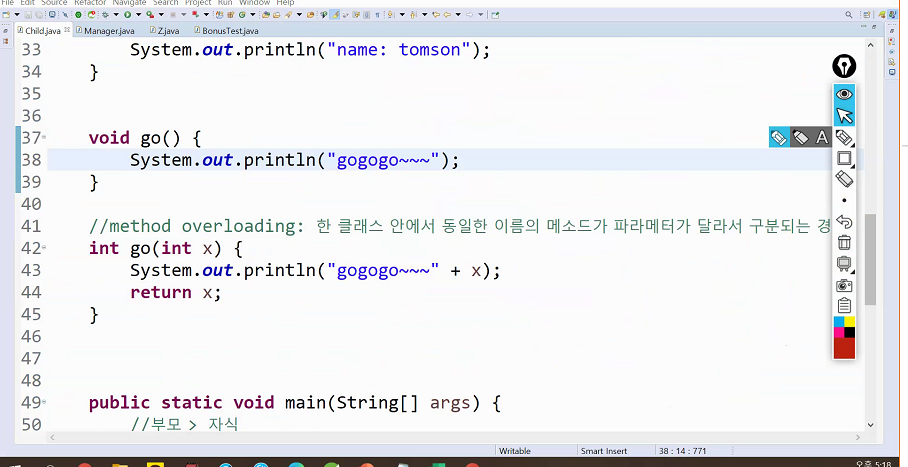 File Edit Source Refactor Navigate Search Project Run Window Help
Child.java Manager.java Z.java BonusTest.java
33 System.out.println("name: tomson");
34 }
35
36
37 void go() {
38 System.out.println("gogogo~~~");
39 }
40
41 //method overloading: 한 클래스 안에서 동일한 이름의 메소드가 파라메터가 달라서 구분되는 경
42 int go(int x) {
43 System.out.println("gogogo~~~" + x);
44 return x;
45 }
46
47
48
49 public static void main(String[] args) {
50 //부모 > 자식
A
Writable Smart Insert 38 : 14 : 771
오후 5:18